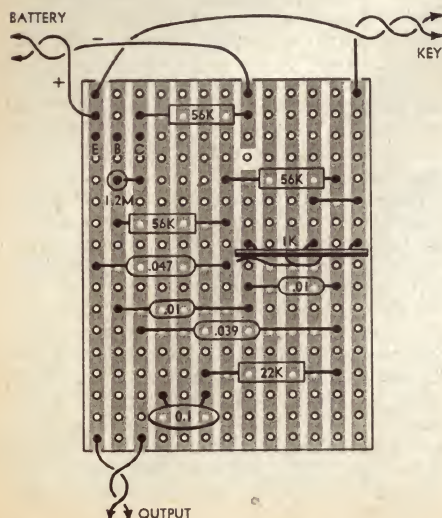 BATTERY
−
+
KEY
56K
E B C
1.2M
56K
56K
1K
.047
.01
.01
.039
22K
0.1
OUTPUT